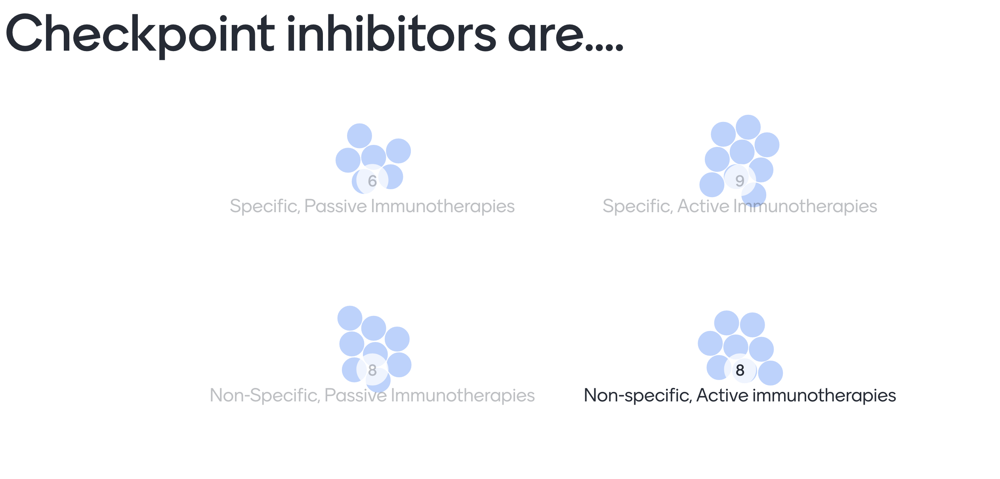 Checkpoint inhibitors are....
6
9
Specific, Passive Immunotherapies
Specific, Active Immunotherapies
8
8
Non-Specific, Passive Immunotherapies
Non-specific, Active immunotherapies